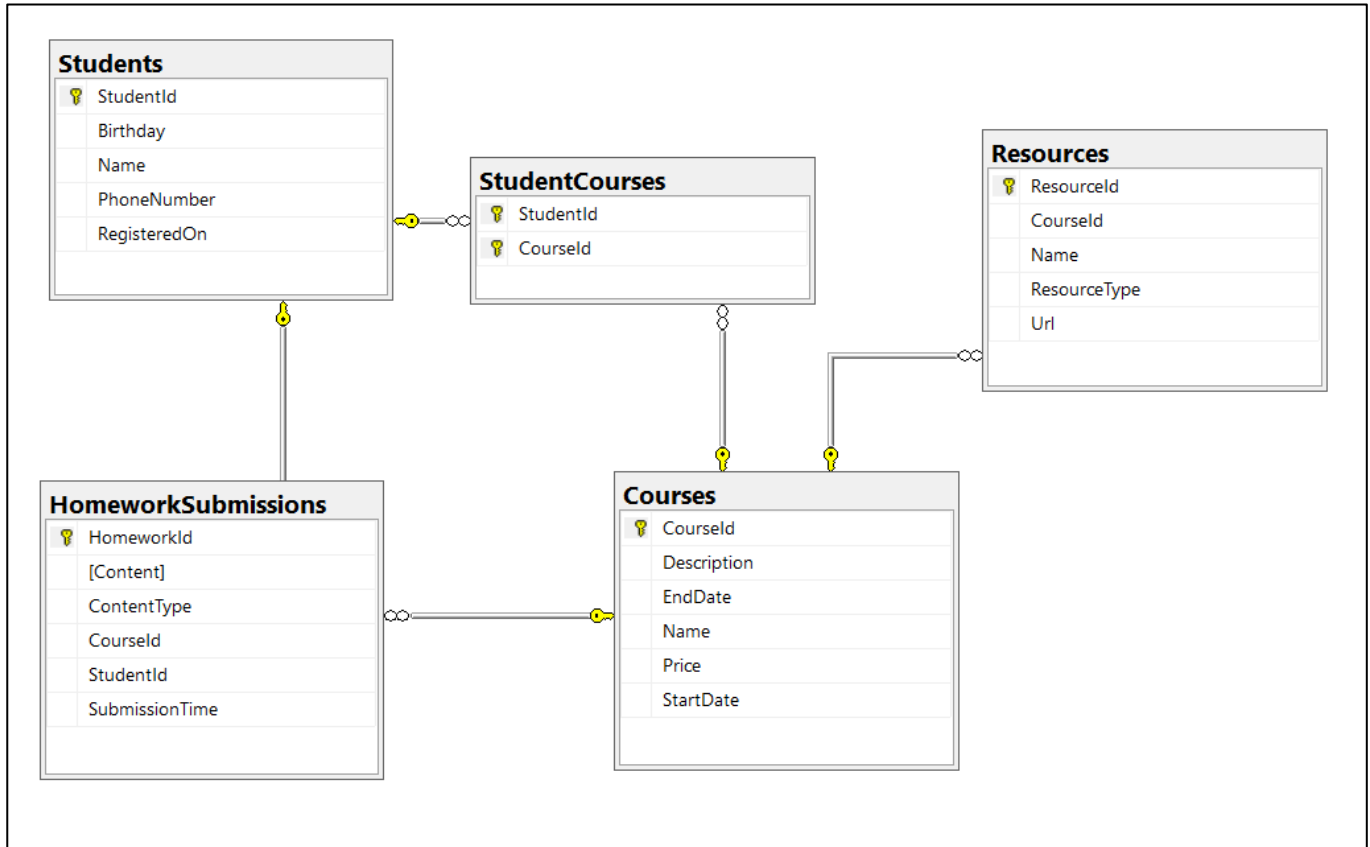 Students
StudentId
Birthday
Name
PhoneNumber
RegisteredOn
StudentCourses
StudentId
CourseId
Resources
ResourceId
CourseId
Name
ResourceType
Url
HomeworkSubmissions
HomeworkId
[Content]
ContentType
CourseId
StudentId
SubmissionTime
Courses
CourseId
Description
EndDate
Name
Price
StartDate